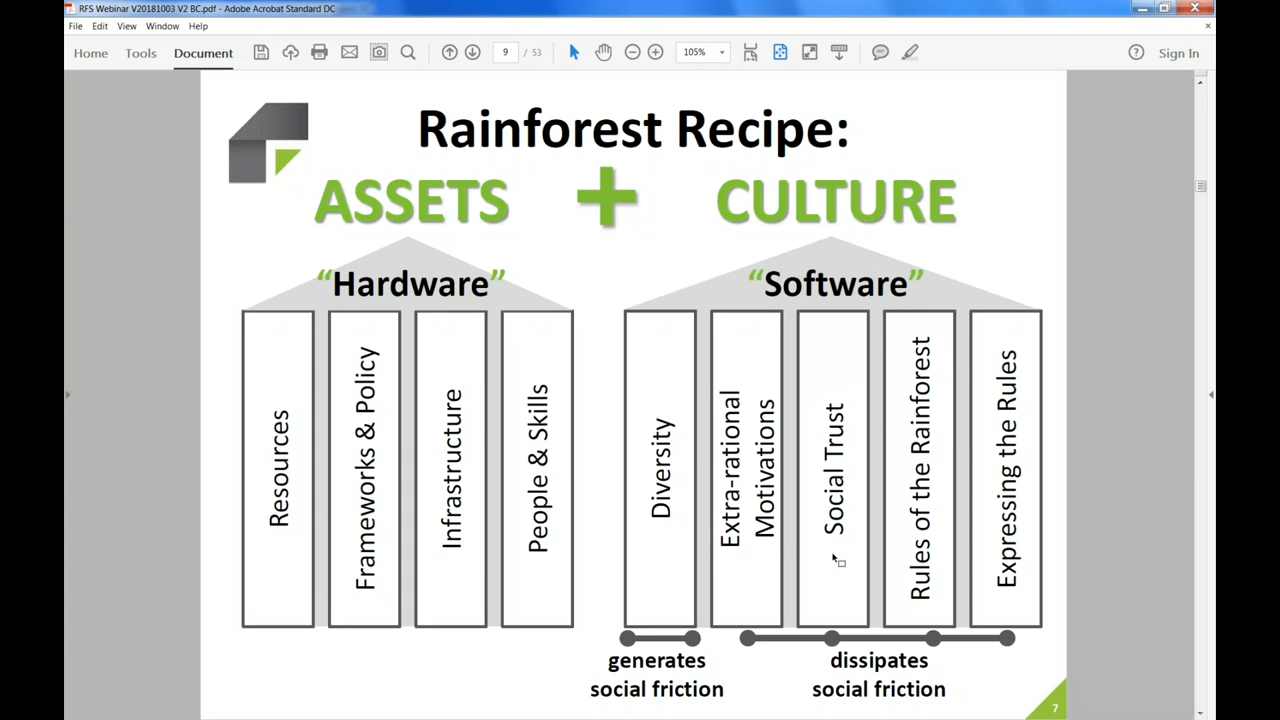 RFS Webinar V20181003 V2 BC.pdf - Adobe Acrobat Standard DC
File Edit View Window Help
Home Tools Document 9 / 53 105% Sign In
Rainforest Recipe:
ASSETS + CULTURE
“Hardware”
“Software”
Resources
Frameworks & Policy
Infrastructure
People & Skills
Diversity
Extra-rational
Motivations
Social Trust
Rules of the Rainforest
Expressing the Rules
generates
social friction
dissipates
social friction
7